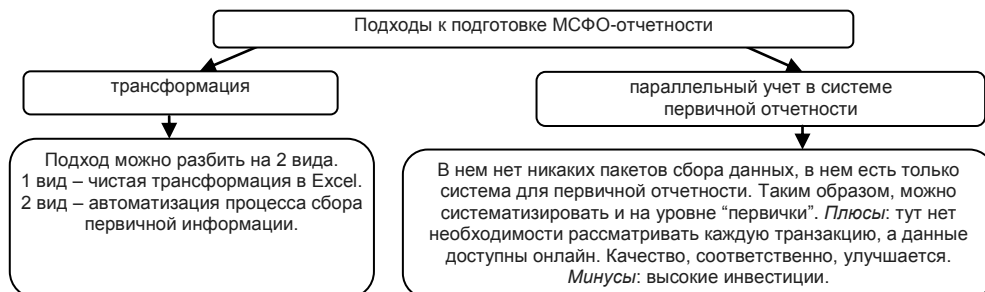 Подходы к подготовке МСФО-отчетности
трансформация
параллельный учет в системе
первичной отчетности
Подход можно разбить на 2 вида.
1 вид – чистая трансформация в Excel.
2 вид – автоматизация процесса сбора
первичной информации.
В нем нет никаких пакетов сбора данных, в нем есть только
система для первичной отчетности. Таким образом, можно
систематизировать и на уровне “первички”. Плюсы: тут нет
необходимости рассматривать каждую транзакцию, а данные
доступны онлайн. Качество, соответственно, улучшается.
Минусы: высокие инвестиции.